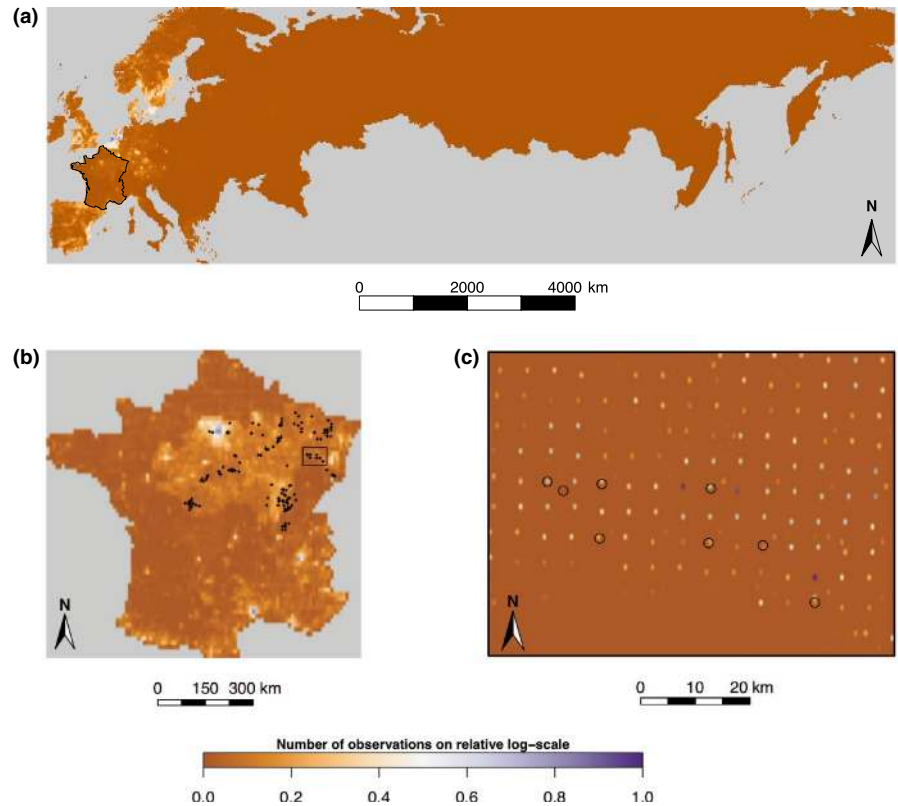 (a)
N
0 2000 4000 km
(b)
(c)
N
N
0 150 300 km
0 10 20 km
Number of observations on relative log−scale
0.0 0.2 0.4 0.6 0.8 1.0